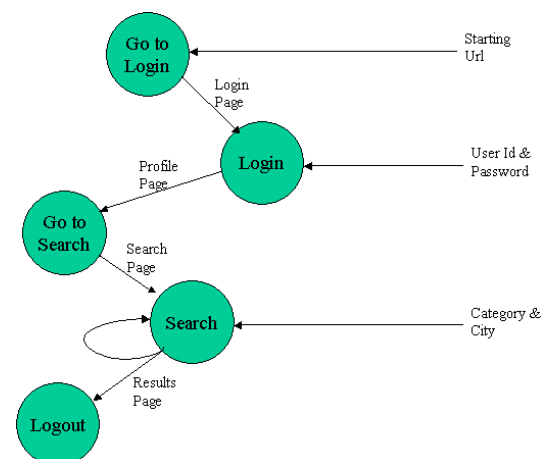 Go to
Login
Starting
Url
Login
Page
Login
User Id &
Password
Profile
Page
Go to
Search
Search
Page
Search
Category &
City
Results
Page
Logout